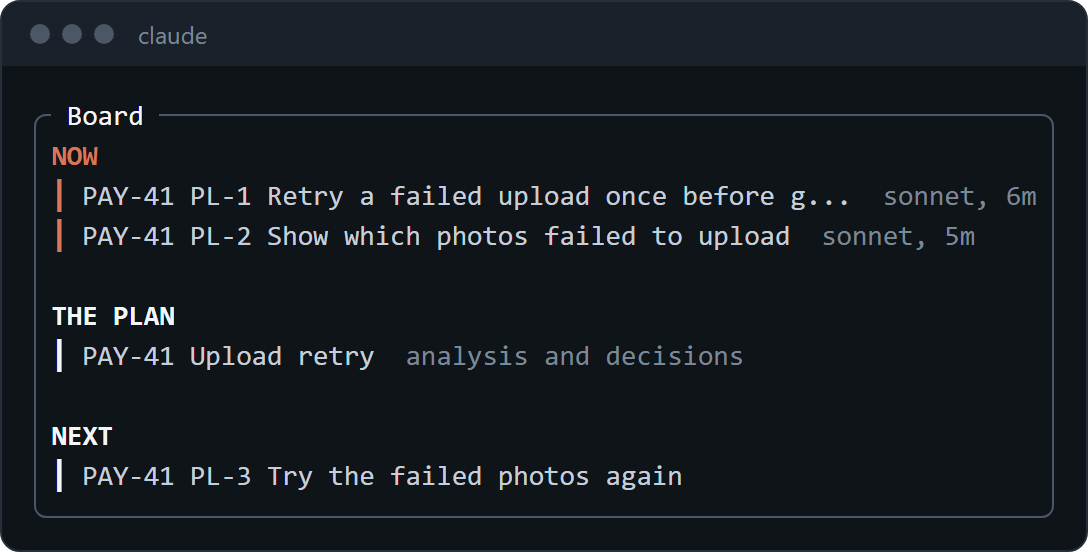 claude
Board
NOW
PAY-41 PL-1 Retry a failed upload once before g... sonnet, 6m
PAY-41 PL-2 Show which photos failed to upload sonnet, 5m
THE PLAN
PAY-41 Upload retry analysis and decisions
NEXT
PAY-41 PL-3 Try the failed photos again